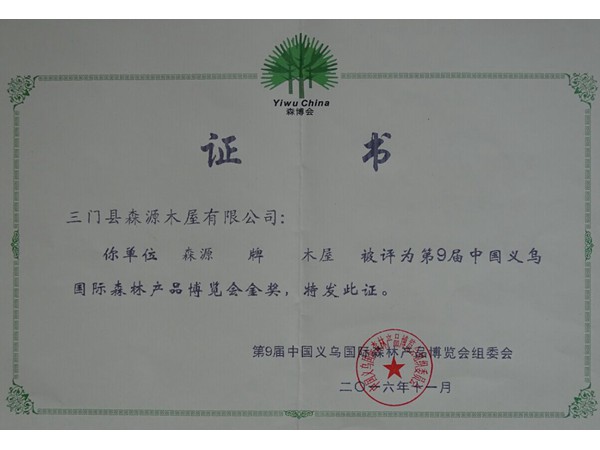 Yiwu China
森博会
证 书
三门县森源木屋有限公司:
你单位 森源 牌 木屋 被评为第9届中国义乌
国际森林产品博览会金奖，特发此证。
第9届中国义乌国际森林产品博览会组委会
二〇一六年十一月